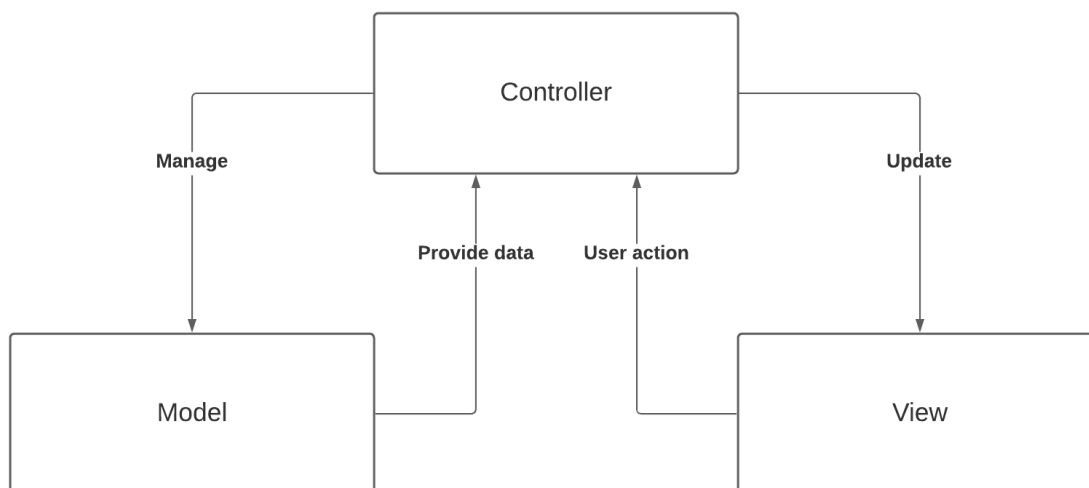 Controller
Manage
Update
Provide data
User action
Model
View